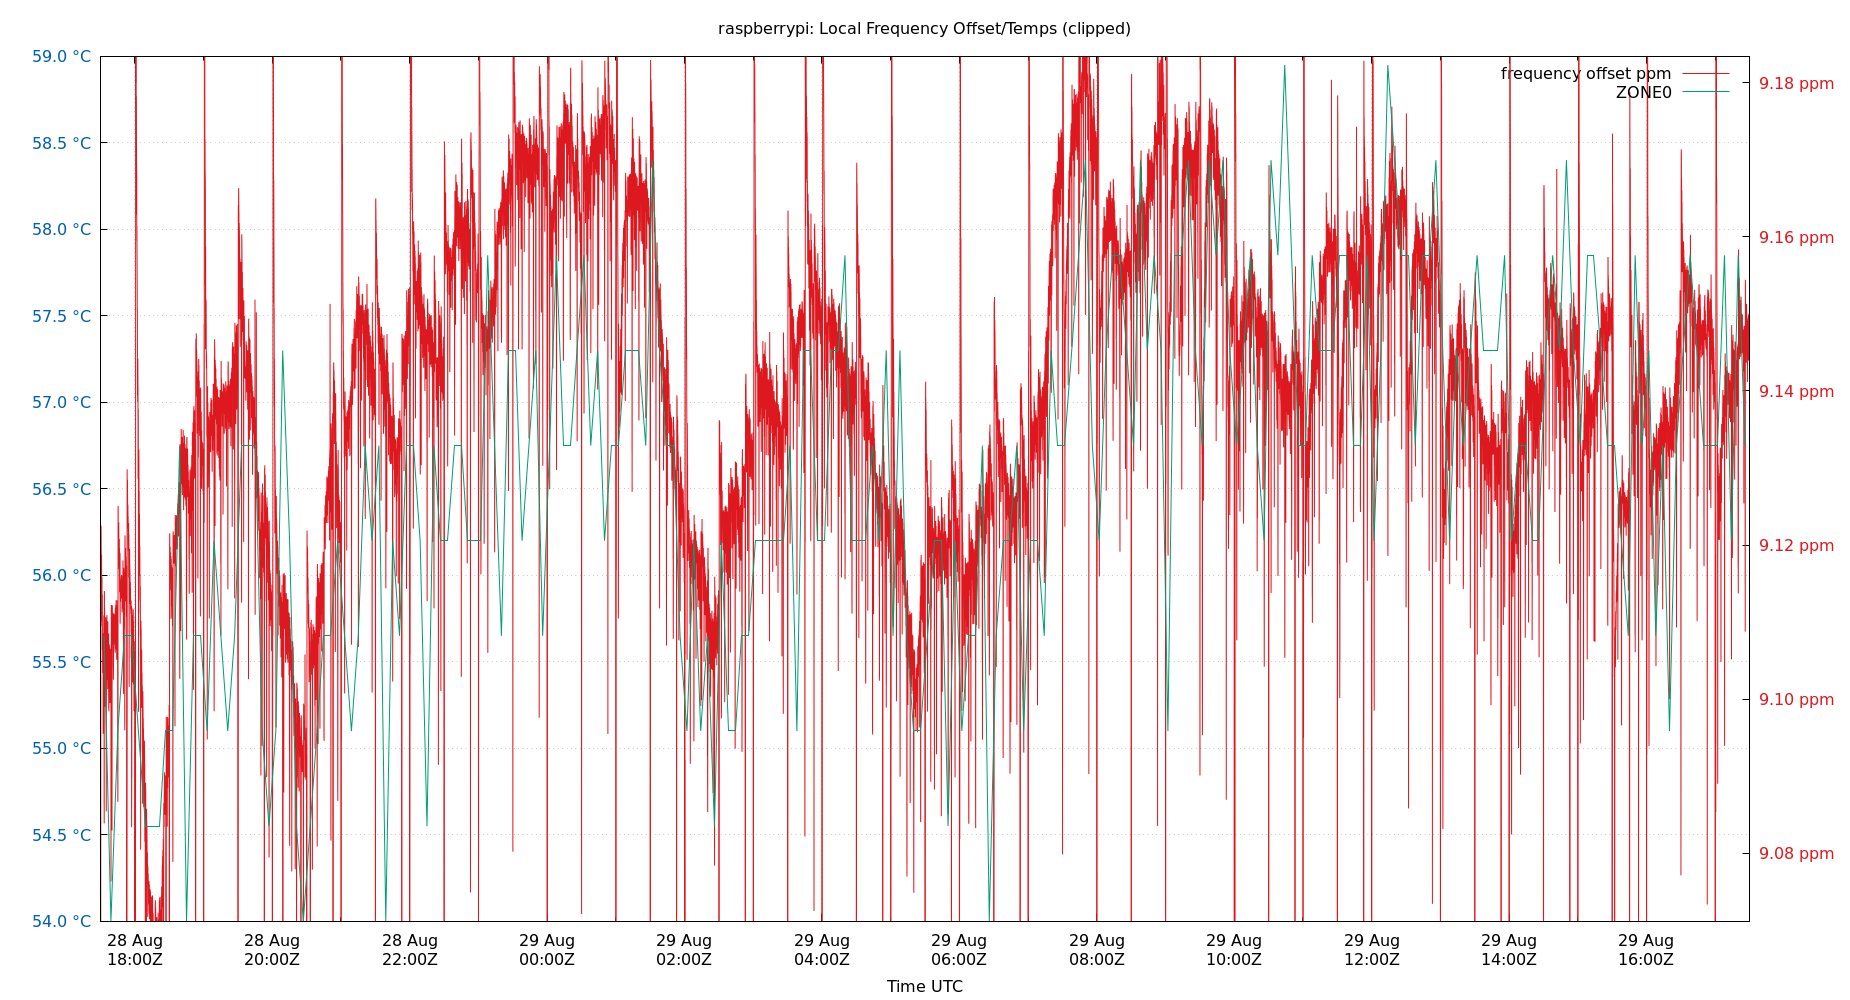 raspberrypi: Local Frequency Offset/Temps (clipped)
59.0 °C
58.5 °C
58.0 °C
57.5 °C
57.0 °C
56.5 °C
56.0 °C
55.5 °C
55.0 °C
54.5 °C
54.0 °C
frequency offset ppm
ZONE0
9.18 ppm
9.16 ppm
9.14 ppm
9.12 ppm
9.10 ppm
9.08 ppm
28 Aug 28 Aug 28 Aug 29 Aug 29 Aug 29 Aug 29 Aug 29 Aug 29 Aug 29 Aug 29 Aug 29 Aug
18:00Z 20:00Z 22:00Z 00:00Z 02:00Z 04:00Z 06:00Z 08:00Z 10:00Z 12:00Z 14:00Z 16:00Z
Time UTC